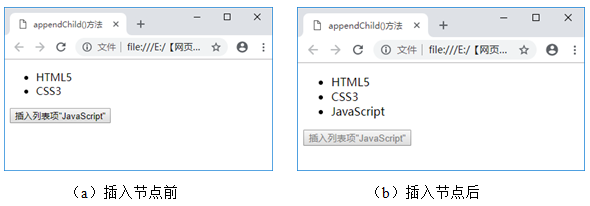 appendChild()方法
文件 | file:///E:/【网页...
HTML5
CSS3
插入列表项"JavaScript"
（a）插入节点前
appendChild()方法
文件 | file:///E:/【网页...
HTML5
CSS3
JavaScript
插入列表项"JavaScript"
（b）插入节点后